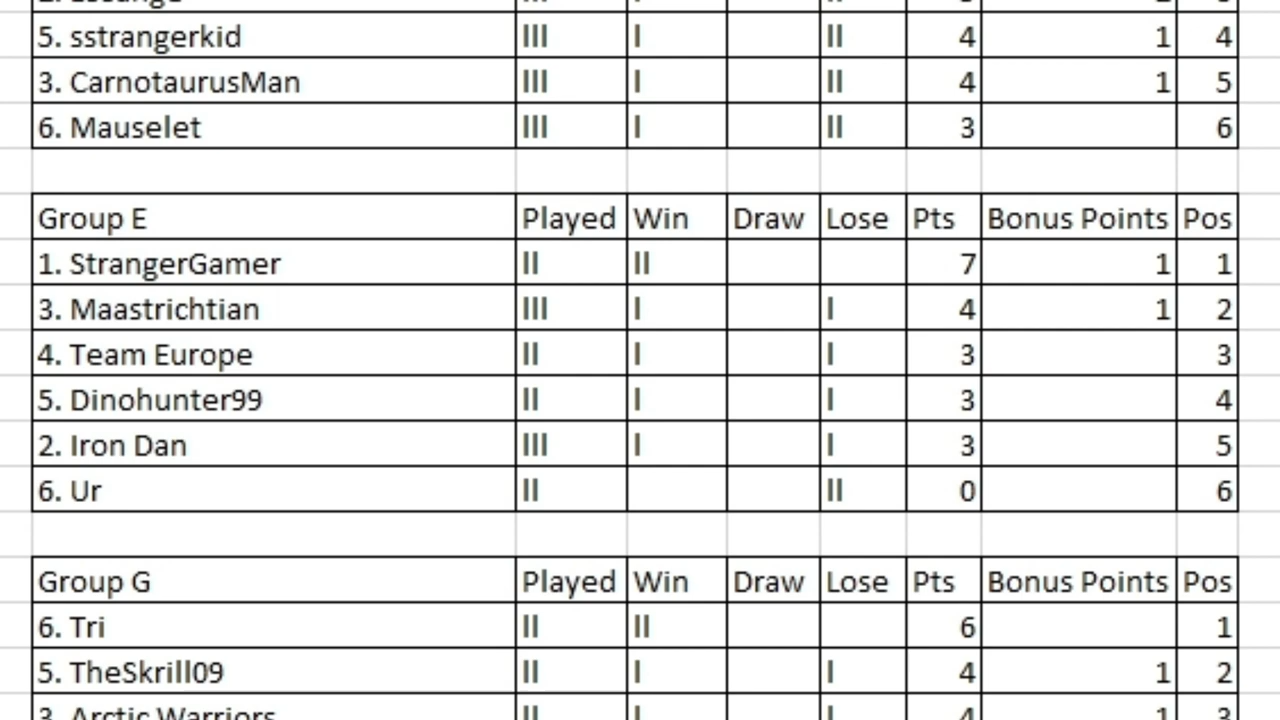 5. sstrangerkid III I II 4 1 4
3. CarnotaurusMan III I II 4 1 5
6. Mauselet III I II 3 6
Group E Played Win Draw Lose Pts Bonus Points Pos
1. StrangerGamer II II 7 1 1
3. Maastrichtian III I I 4 1 2
4. Team Europe II I I 3 3
5. Dinohunter99 II I I 3 4
2. Iron Dan III I I 3 5
6. Ur II II 0 6
Group G Played Win Draw Lose Pts Bonus Points Pos
6. Tri II II 6 1
5. TheSkrill09 II I I 4 1 2
3. Arctic Warriors II I I 4 1 3